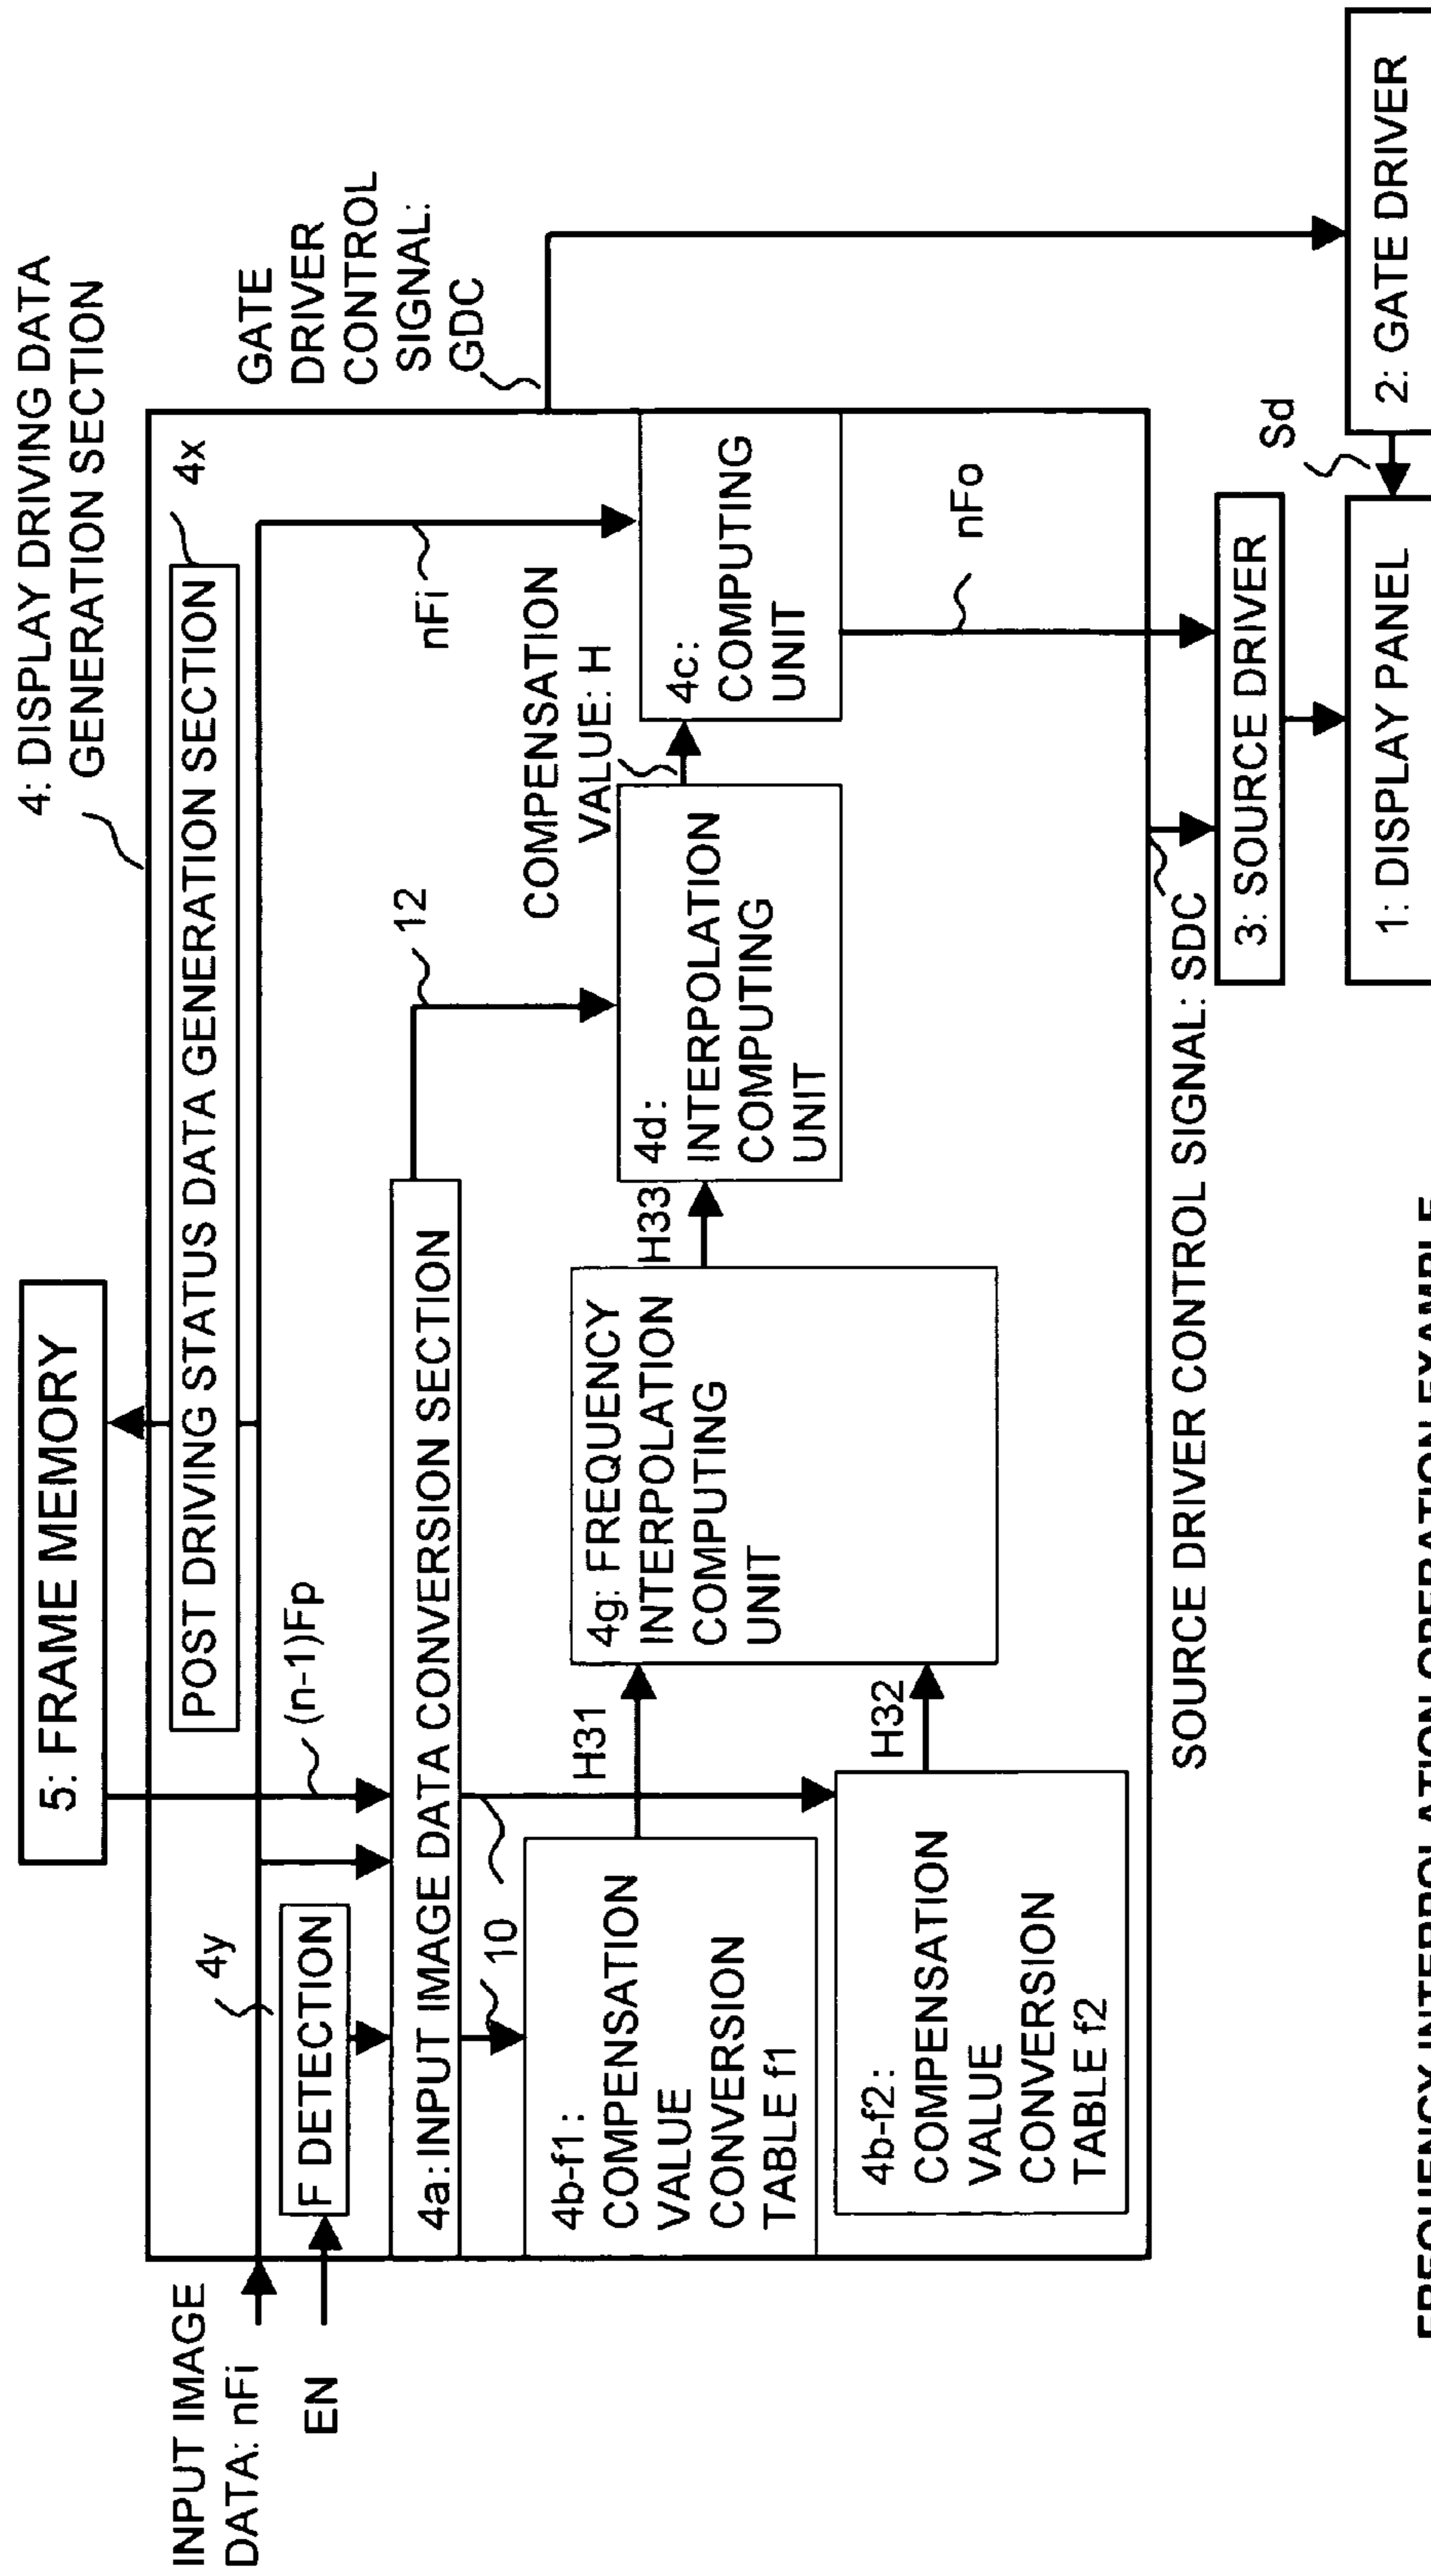 4: DISPLAY DRIVING DATA
GENERATION SECTION
5: FRAME MEMORY
POST DRIVING STATUS DATA GENERATION SECTION
4x
INPUT IMAGE
DATA: nFi
EN
4y
F DETECTION
(n-1)Fp
nFi
GATE
DRIVER
CONTROL
SIGNAL:
GDC
4a:INPUT IMAGE DATA CONVERSION SECTION
12
10
4b-f1:
COMPENSATION
VALUE
CONVERSION
TABLE f1
H31
4b-f2:
COMPENSATION
VALUE
CONVERSION
TABLE f2
H32
4g: FREQUENCY
INTERPOLATION
COMPUTING
UNIT
H33
4d:
INTERPOLATION
COMPUTING
UNIT
COMPENSATION
VALUE: H
4c:
COMPUTING
UNIT
nFo
SOURCE DRIVER CONTROL SIGNAL: SDC
3: SOURCE DRIVER
Sd
1: DISPLAY PANEL
2: GATE DRIVER
FREQUENCY INTERPOLATION OPERATION EXAMPLE